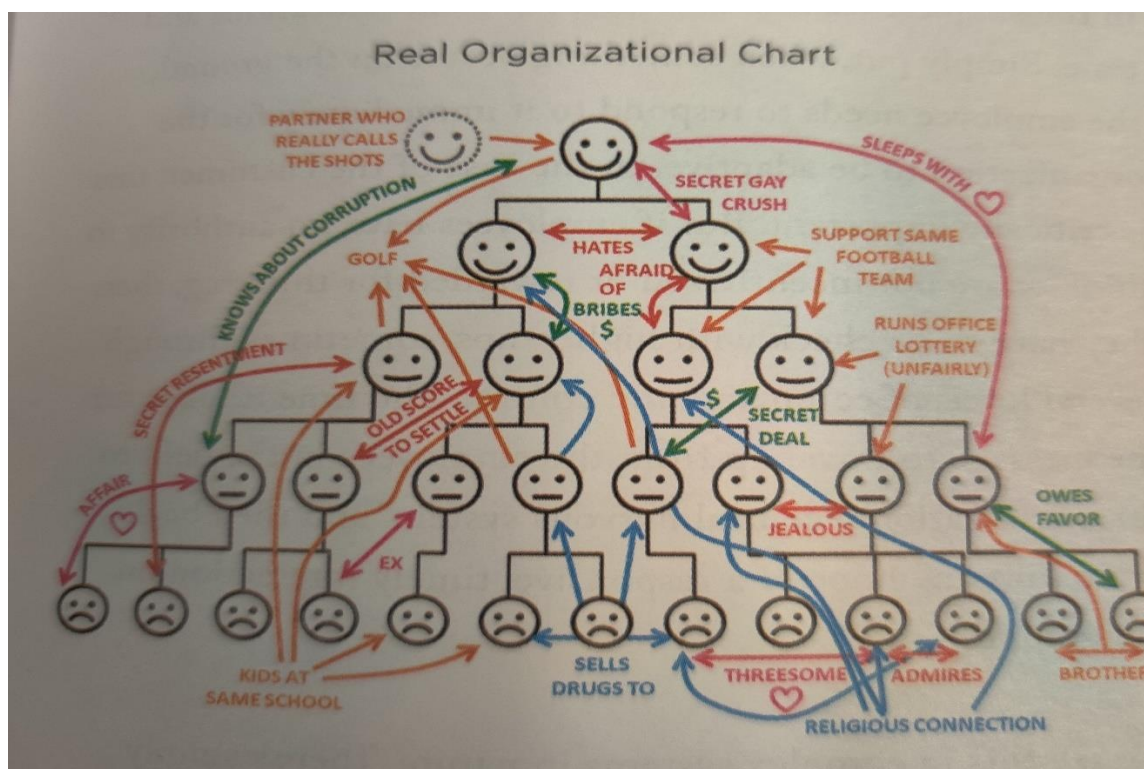 Real Organizational Chart
PARTNER WHO
REALLY CALLS
THE SHOTS
SLEEPS WITH
SECRET GAY
CRUSH
KNOWS ABOUT CORRUPTION
GOLF
HATES
AFRAID
OF
BRIBES
$
SUPPORT SAME
FOOTBALL
TEAM
RUNS OFFICE
LOTTERY
(UNFAIRLY)
SECRET RESENTMENT
OLD SCORE
TO SETTLE
$
SECRET
DEAL
AFFAIR
JEALOUS
OWES
FAVOR
EX
KIDS AT
SAME SCHOOL
SELLS
DRUGS TO
THREESOME
ADMIRES
BROTHER
RELIGIOUS CONNECTION